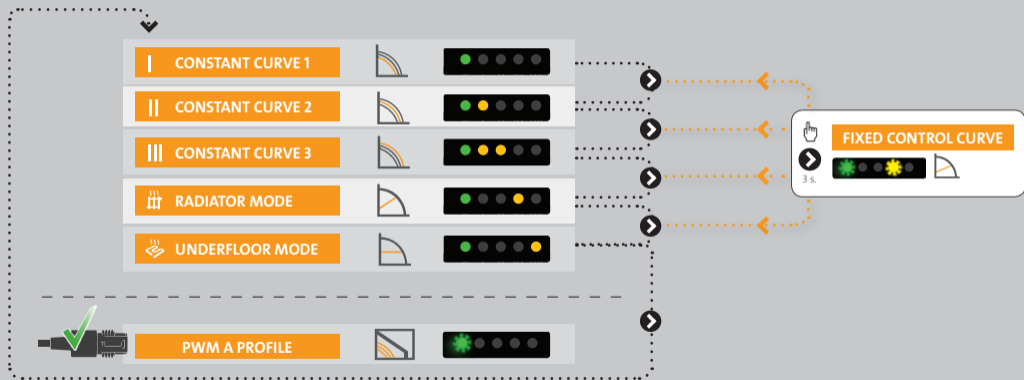 CONSTANT CURVE 1
CONSTANT CURVE 2
CONSTANT CURVE 3
RADIATOR MODE
UNDERFLOOR MODE
PWM A PROFILE
FIXED CONTROL CURVE
3 s.